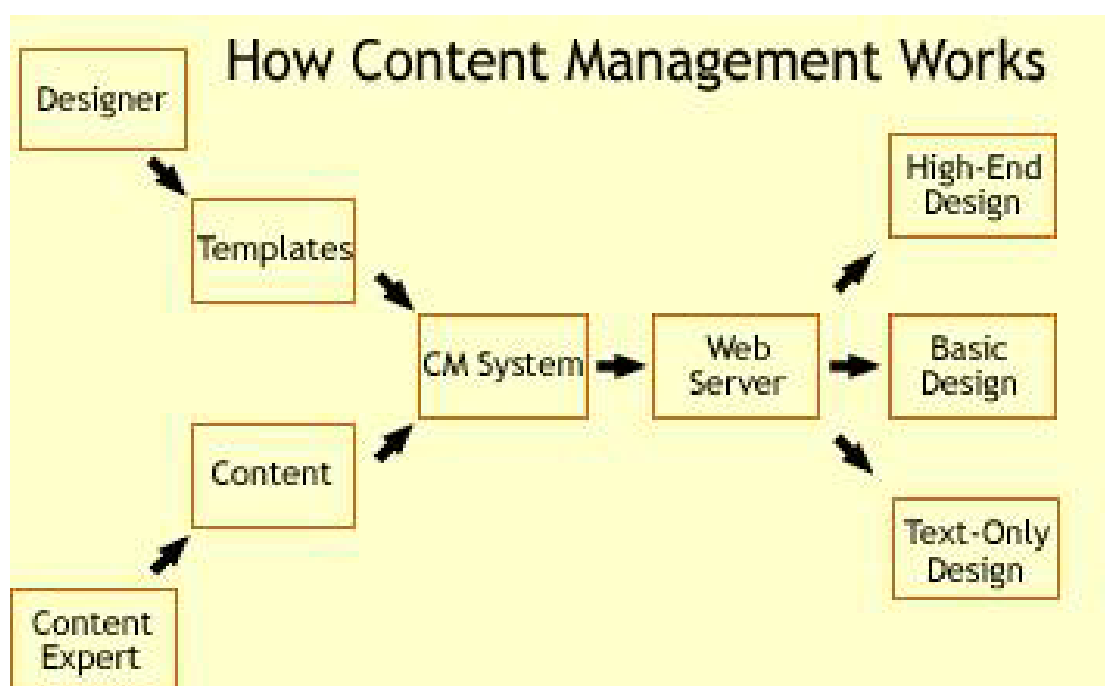 How Content Management Works
Designer
Templates
Content
Content
Expert
CM System
Web
Server
High-End
Design
Basic
Design
Text-Only
Design